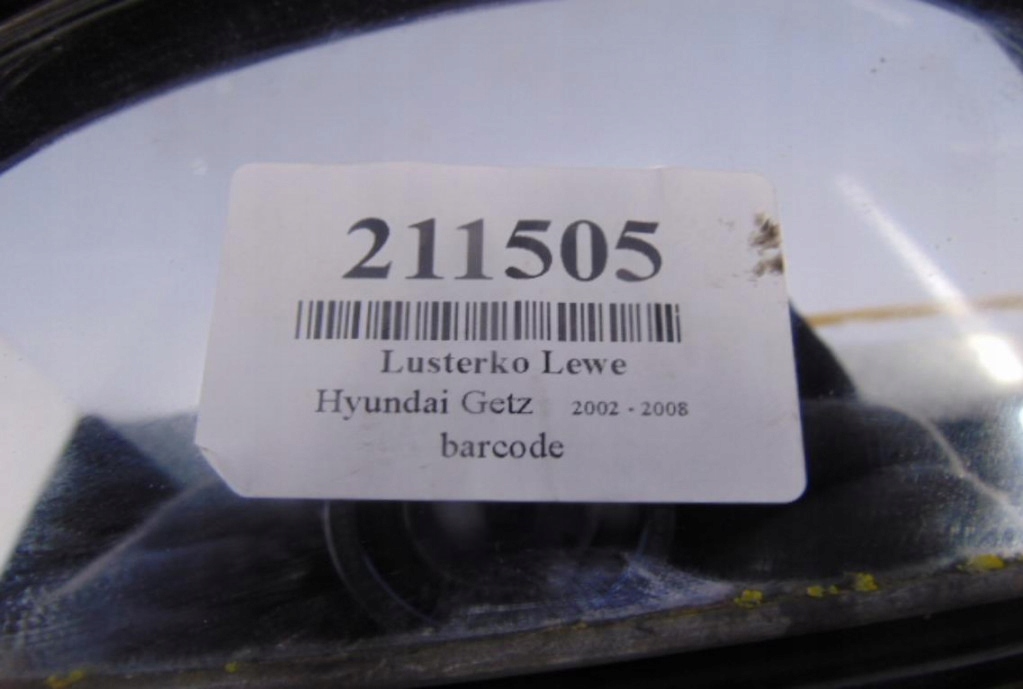 211505
Lusterko Lewe
Hyundai Getz 2002 - 2008
barcode